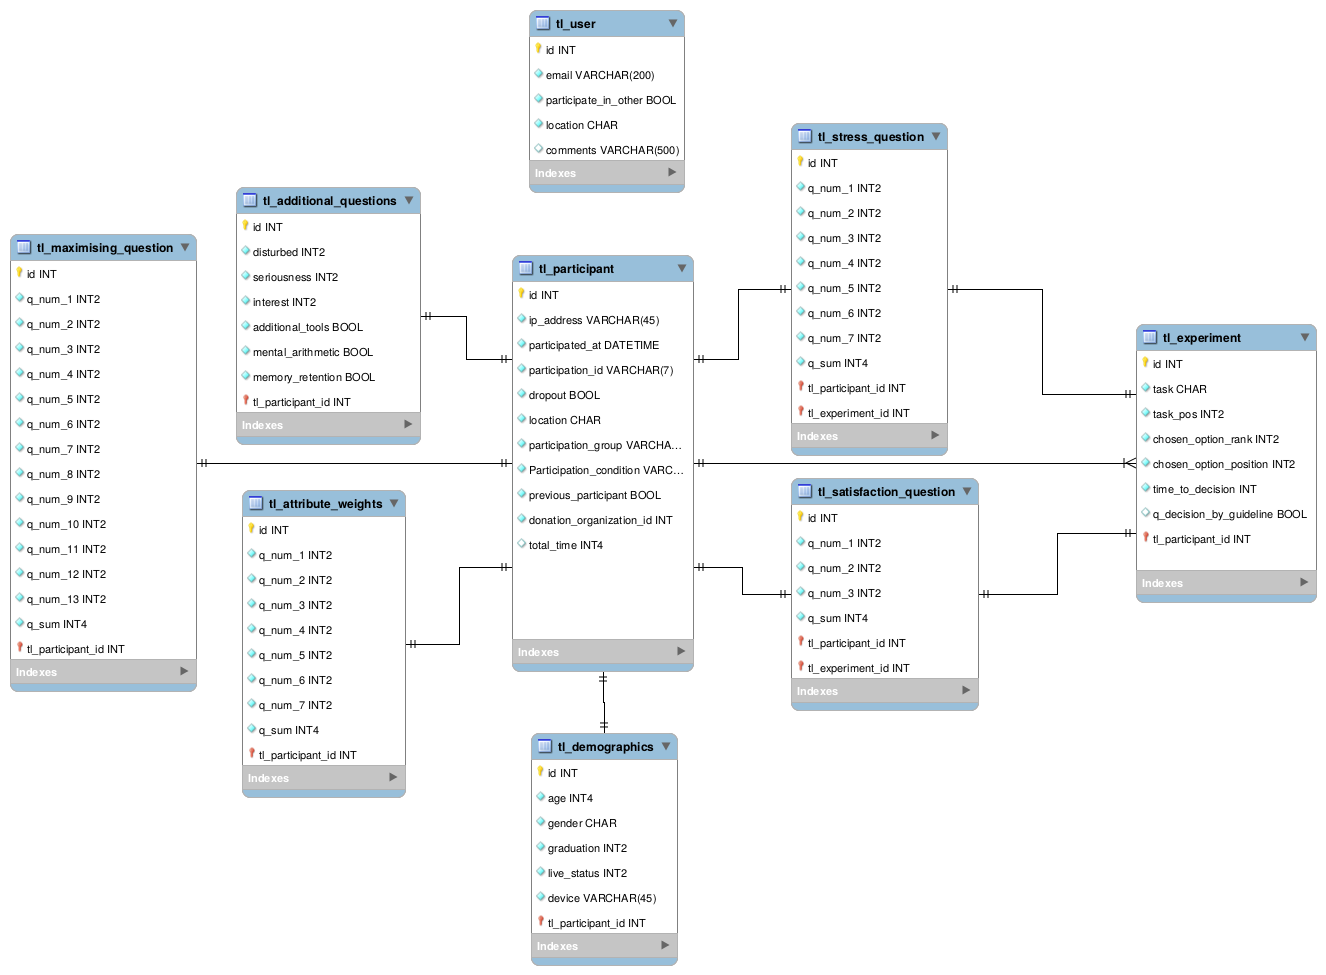 tl_user
id INT
email VARCHAR(200)
participate_in_other BOOL
location CHAR
comments VARCHAR(500)
Indexes
tl_stress_question
id INT
q_num_1 INT2
q_num_2 INT2
q_num_3 INT2
q_num_4 INT2
q_num_5 INT2
q_num_6 INT2
q_num_7 INT2
q_sum INT4
tl_participant_id INT
tl_experiment_id INT
Indexes
tl_additional_questions
id INT
disturbed INT2
seriousness INT2
interest INT2
additional_tools BOOL
mental_arithmetic BOOL
memory_retention BOOL
tl_participant_id INT
Indexes
tl_maximising_question
id INT
q_num_1 INT2
q_num_2 INT2
q_num_3 INT2
q_num_4 INT2
q_num_5 INT2
q_num_6 INT2
q_num_7 INT2
q_num_8 INT2
q_num_9 INT2
q_num_10 INT2
q_num_11 INT2
q_num_12 INT2
q_num_13 INT2
q_sum INT4
tl_participant_id INT
Indexes
tl_participant
id INT
ip_address VARCHAR(45)
participated_at DATETIME
participation_id VARCHAR(7)
dropout BOOL
location CHAR
participation_group VARCHA...
Participation_condition VARC...
previous_participant BOOL
donation_organization_id INT
total_time INT4
Indexes
tl_experiment
id INT
task CHAR
task_pos INT2
chosen_option_rank INT2
chosen_option_position INT2
time_to_decision INT
q_decision_by_guideline BOOL
tl_participant_id INT
Indexes
tl_attribute_weights
id INT
q_num_1 INT2
q_num_2 INT2
q_num_3 INT2
q_num_4 INT2
q_num_5 INT2
q_num_6 INT2
q_num_7 INT2
q_sum INT4
tl_participant_id INT
Indexes
tl_satisfaction_question
id INT
q_num_1 INT2
q_num_2 INT2
q_num_3 INT2
q_sum INT4
tl_participant_id INT
tl_experiment_id INT
Indexes
tl_demographics
id INT
age INT4
gender CHAR
graduation INT2
live_status INT2
device VARCHAR(45)
tl_participant_id INT
Indexes